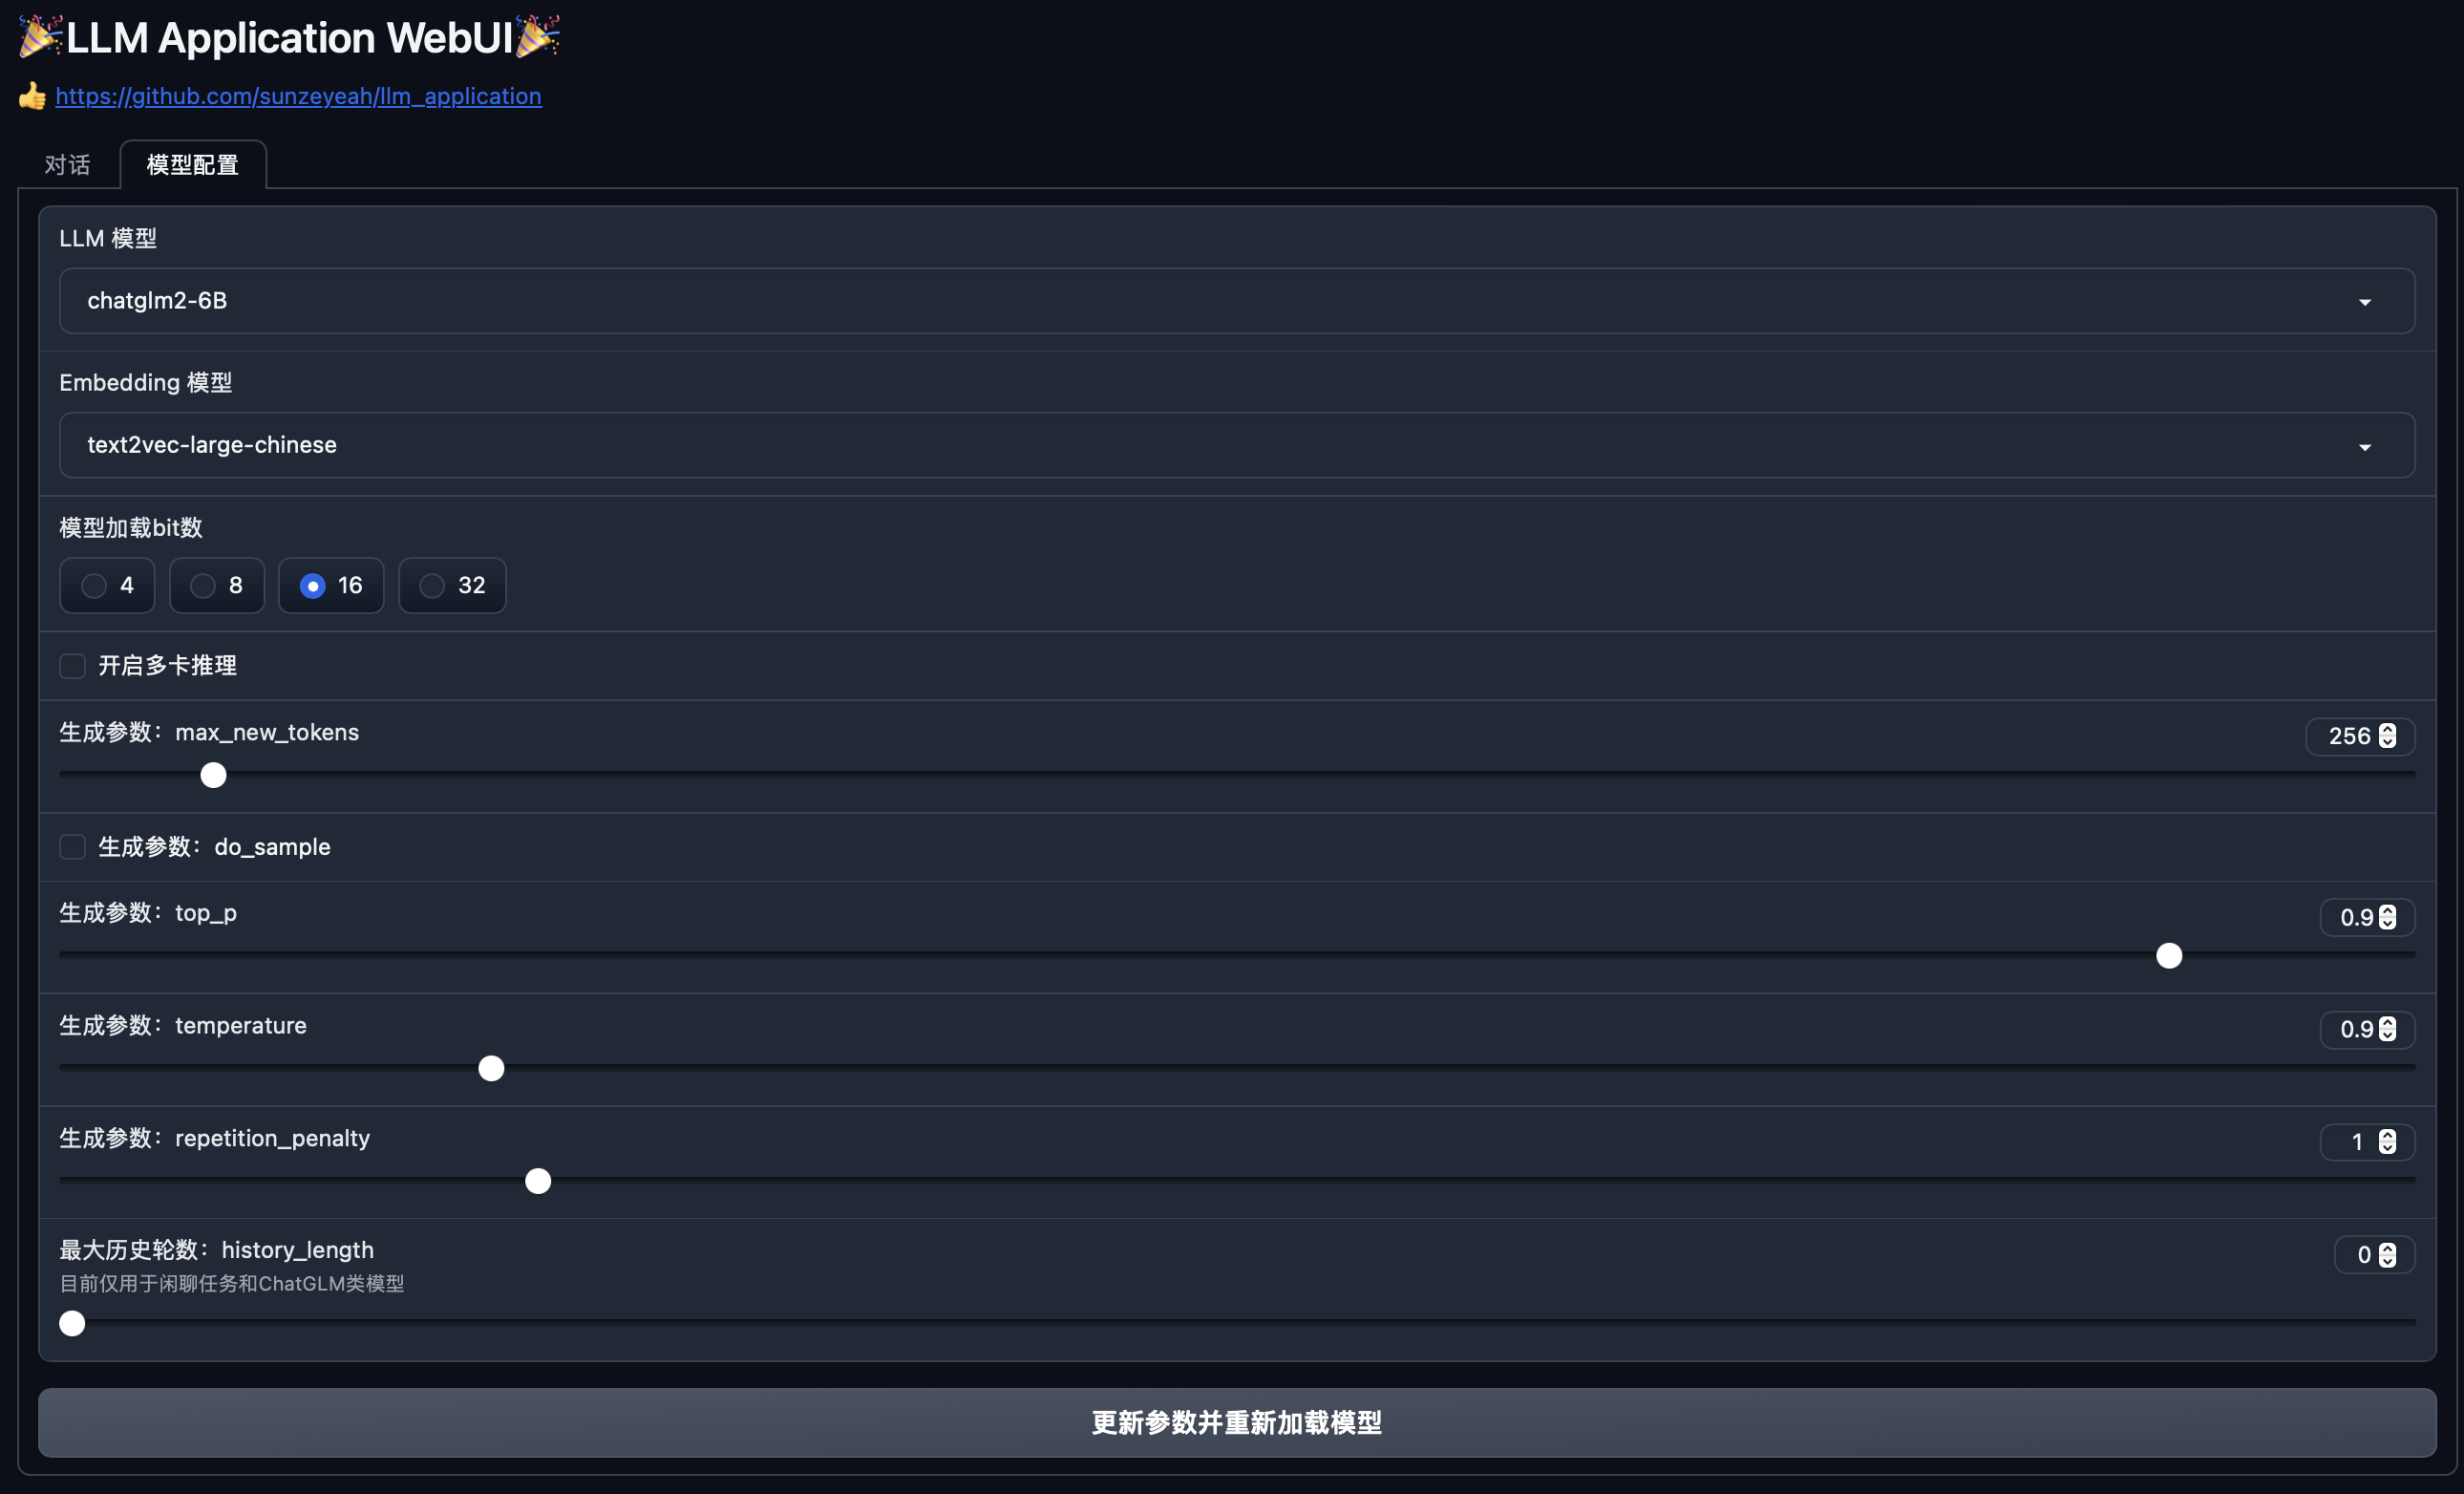 🎉LLM Application WebUI🎉
👍 https://github.com/sunzeyeah/llm_application
对话 模型配置
LLM 模型
chatglm2-6B
Embedding 模型
text2vec-large-chinese
模型加载bit数
4 8 16 32
开启多卡推理
生成参数：max_new_tokens 256
生成参数：do_sample
生成参数：top_p 0.9
生成参数：temperature 0.9
生成参数：repetition_penalty 1
最大历史轮数：history_length 0
目前仅用于闲聊任务和ChatGLM类模型
更新参数并重新加载模型